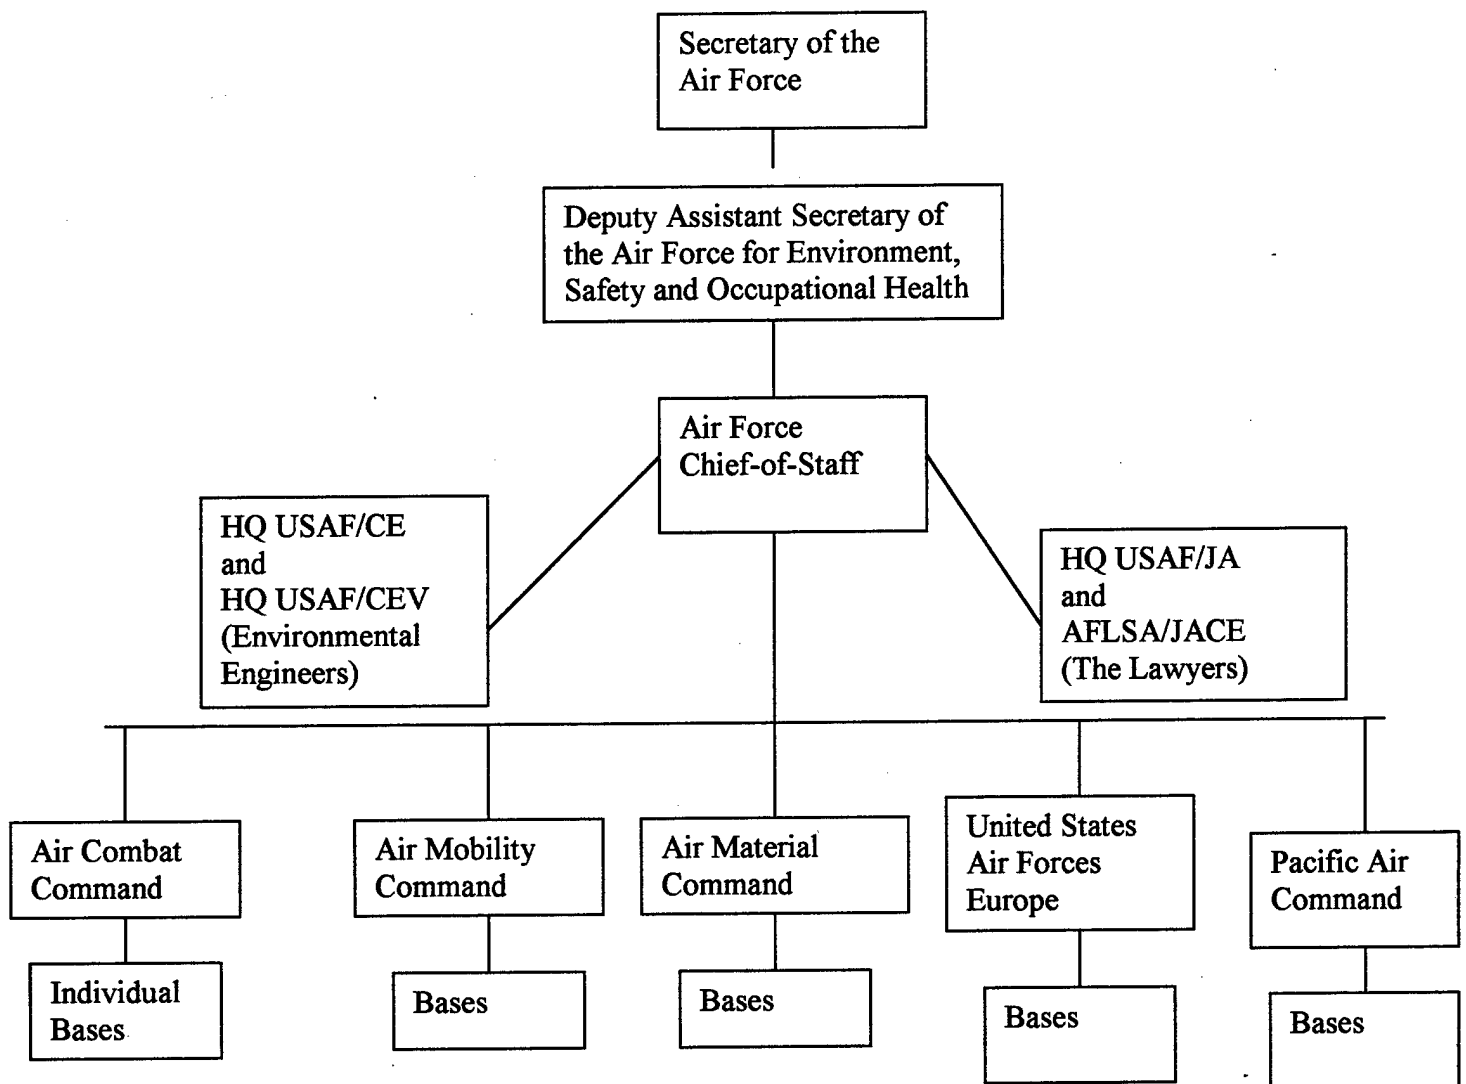 Secretary of the
Air Force
Deputy Assistant Secretary of
the Air Force for Environment,
Safety and Occupational Health
Air Force
Chief-of-Staff
HQ USAF/CE
and
HQ USAF/CEV
(Environmental
Engineers)
HQ USAF/JA
and
AFLSA/JACE
(The Lawyers)
Air Combat
Command
Air Mobility
Command
Air Material
Command
United States
Air Forces
Europe
Pacific Air
Command
Individual
Bases
Bases
Bases
Bases
Bases